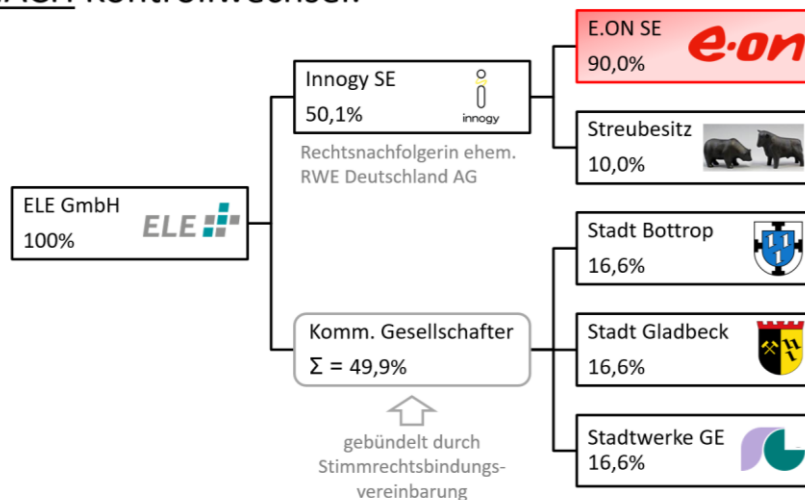 Kontrollwechsel:
E.ON SE
90,0%
e·on
Innogy SE
50,1%
innogy
Rechtsnachfolgerin ehem.
RWE Deutschland AG
Streubesitz
10,0%
ELE GmbH
100%
ELE
Stadt Bottrop
16,6%
Komm. Gesellschafter
Σ = 49,9%
Stadt Gladbeck
16,6%
gebündelt durch
Stimmrechtsbindungs-
vereinbarung
Stadtwerke GE
16,6%